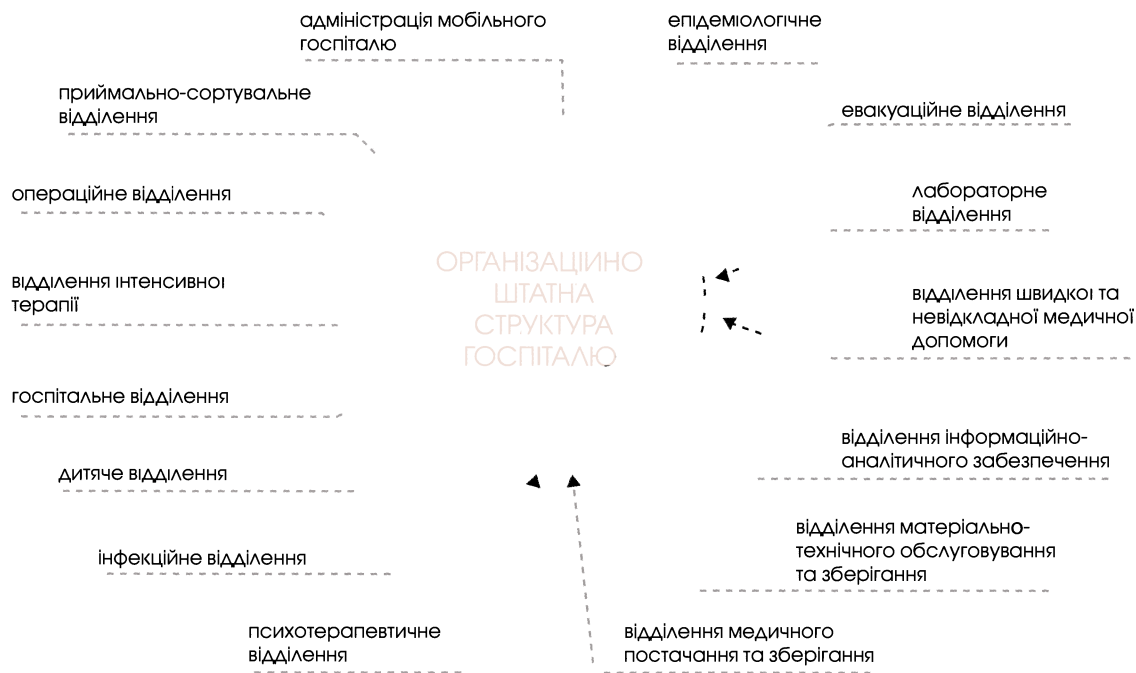 адміністрація мобільного
госпіталю
епідеміологічне
відділення
приймально-сортувальне
відділення
евакуаційне відділення
операційне відділення
лабораторне
відділення
ОРГАНІЗАЦІЙНО
ШТАТНА
СТРУКТУРА
ГОСПІТАЛЮ
відділення інтенсивної
терапії
відділення швидкої та
невідкладної медичної
допомоги
госпітальне відділення
відділення інформаційно-
аналітичного забезпечення
дитяче відділення
відділення матеріально-
технічного обслуговування
та зберігання
інфекційне відділення
психотерапевтичне
відділення
відділення медичного
постачання та зберігання